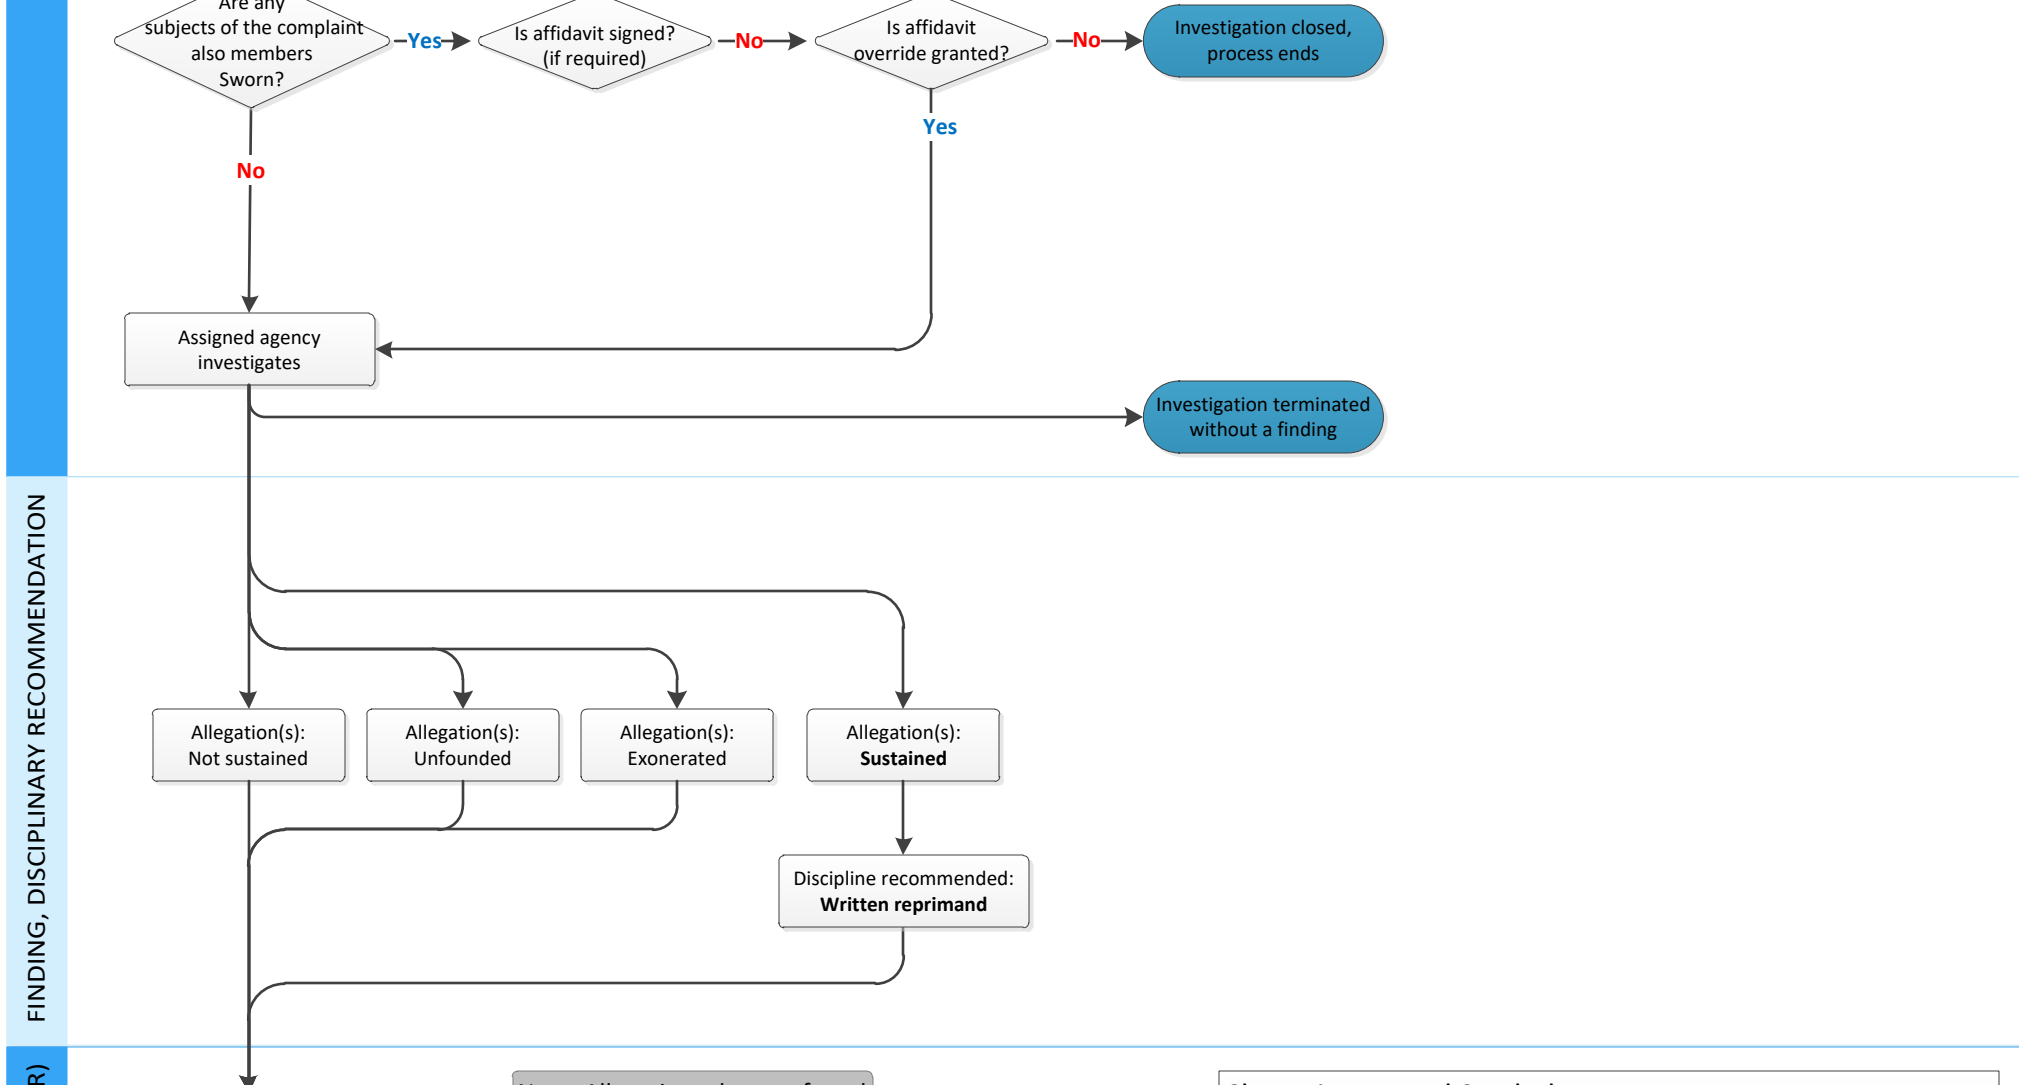 Are any
subjects of the complaint
also members
Sworn?
Yes
Is affidavit signed?
(if required)
No
Is affidavit
override granted?
No
Investigation closed,
process ends
Yes
No
Assigned agency
investigates
Investigation terminated
without a finding
FINDING, DISCIPLINARY RECOMMENDATION
Allegation(s):
Not sustained
Allegation(s):
Unfounded
Allegation(s):
Exonerated
Allegation(s):
Sustained
Discipline recommended:
Written reprimand
R)